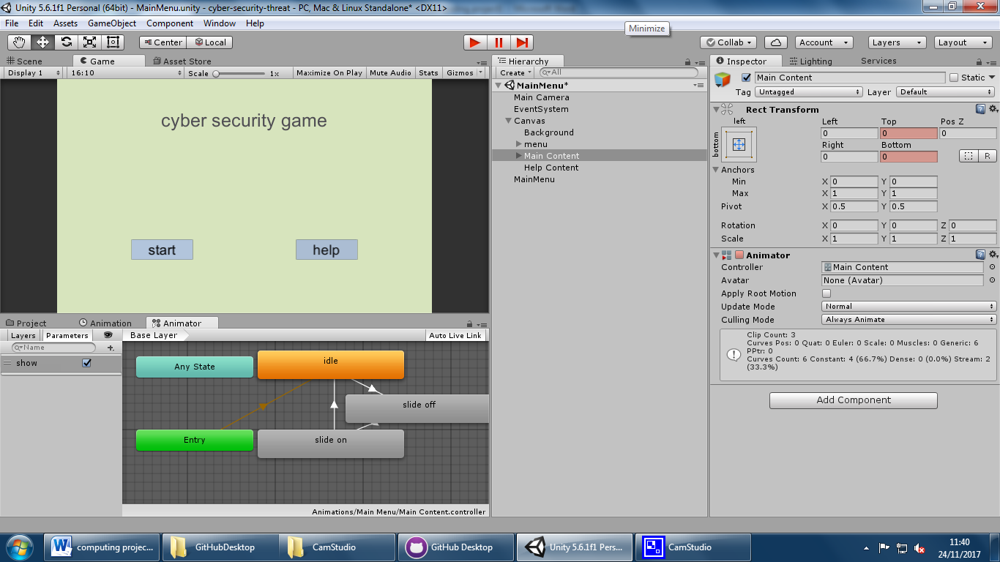 Unity 5.6.1f1 Personal (64bit) - MainMenu.unity - cyber-security-threat - PC, Mac & Linux Standalone* <DX11>
File Edit Assets GameObject Component Window Help
Minimize
Center Local
Collab Account Layers Layout
Scene Game Asset Store
Display 1 16:10 Scale 1x Maximize On Play Mute Audio Stats Gizmos
cyber security game
start help
Hierarchy
Create All
MainMenu*
Main Camera
EventSystem
Canvas
Background
menu
Main Content
Help Content
MainMenu
Inspector Lighting Services
Main Content Static
Tag Untagged Layer Default
Rect Transform
left Left Top Pos Z
bottom 0 0 0
Right Bottom
0 0 R
Anchors
Min X 0 Y 0
Max X 1 Y 1
Pivot X 0.5 Y 0.5
Rotation X 0 Y 0 Z 0
Scale X 1 Y 1 Z 1
Animator
Controller Main Content
Avatar None (Avatar)
Apply Root Motion
Update Mode Normal
Culling Mode Always Animate
Clip Count: 3
Curves Pos: 0 Quat: 0 Euler: 0 Scale: 0 Muscles: 0 Generic: 6
PPtr: 0
Curves Count: 6 Constant: 4 (66.7%) Dense: 0 (0.0%) Stream: 2
(33.3%)
Add Component
Project Animation Animator
Layers Parameters Base Layer Auto Live Link
Name
show
Any State idle
slide off
Entry slide on
Animations/Main Menu/Main Content.controller
computing projec... GitHubDesktop CamStudio GitHub Desktop Unity 5.6.1f1 Pers... CamStudio
11:40
24/11/2017